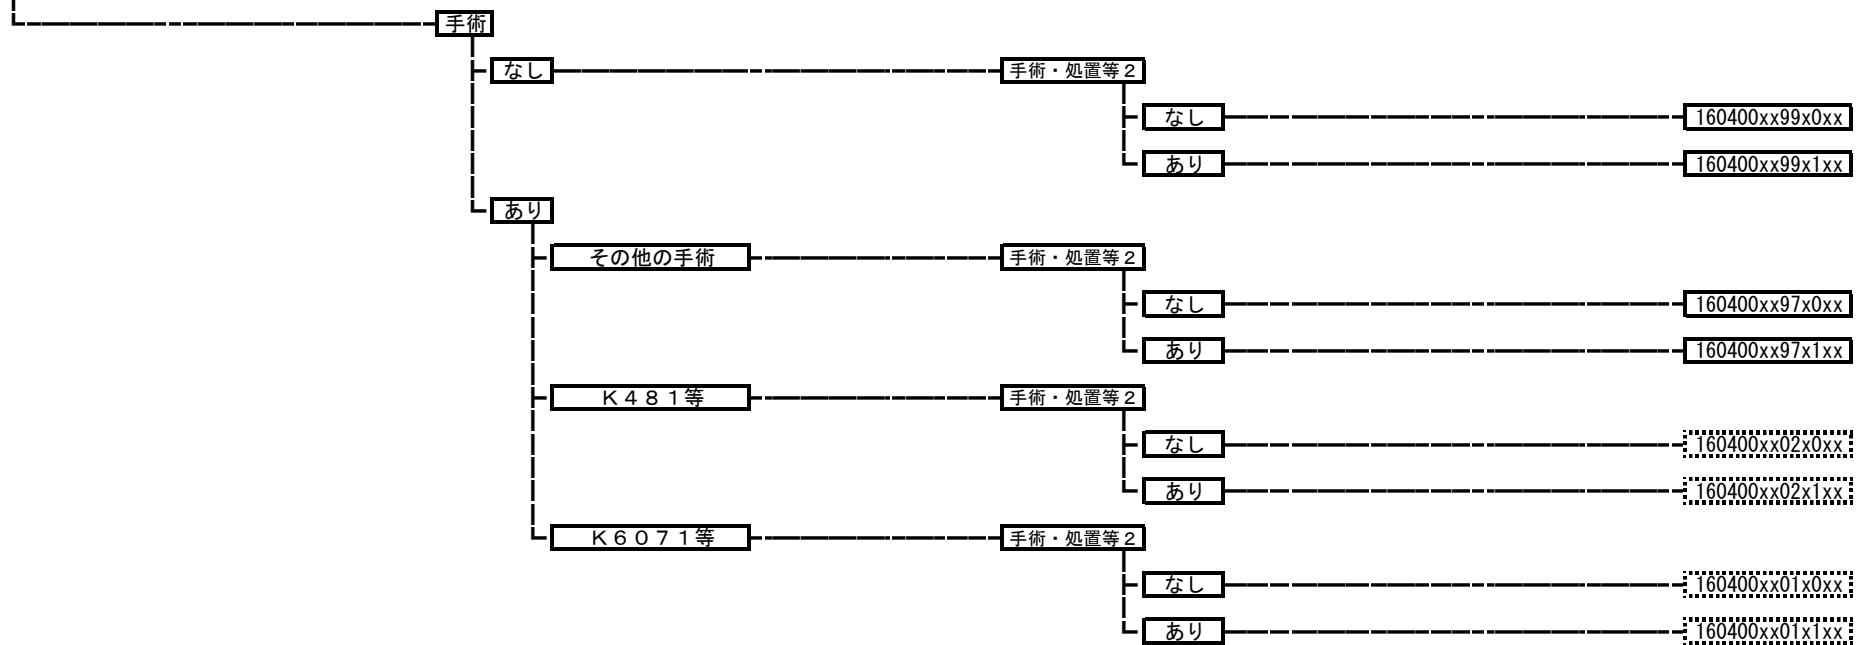 手術
なし
手術・処置等２
なし
160400xx99x0xx
あり
160400xx99x1xx
あり
その他の手術
手術・処置等２
なし
160400xx97x0xx
あり
160400xx97x1xx
Ｋ４８１等
手術・処置等２
なし
160400xx02x0xx
あり
160400xx02x1xx
Ｋ６０７１等
手術・処置等２
なし
160400xx01x0xx
あり
160400xx01x1xx